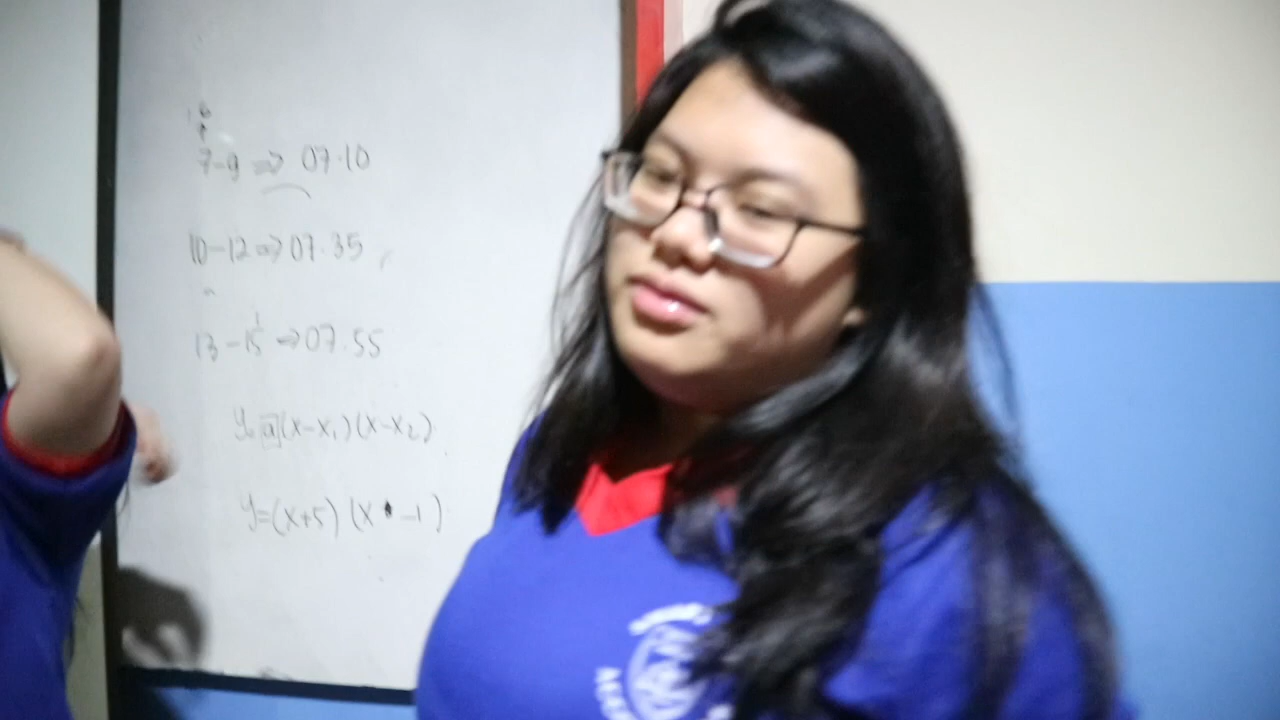 7-9 => 07.10
10-12 => 07.35
13-15 => 07.55
y=a(x-x₁)(x-x₂)
y=(x+5)(x-1)